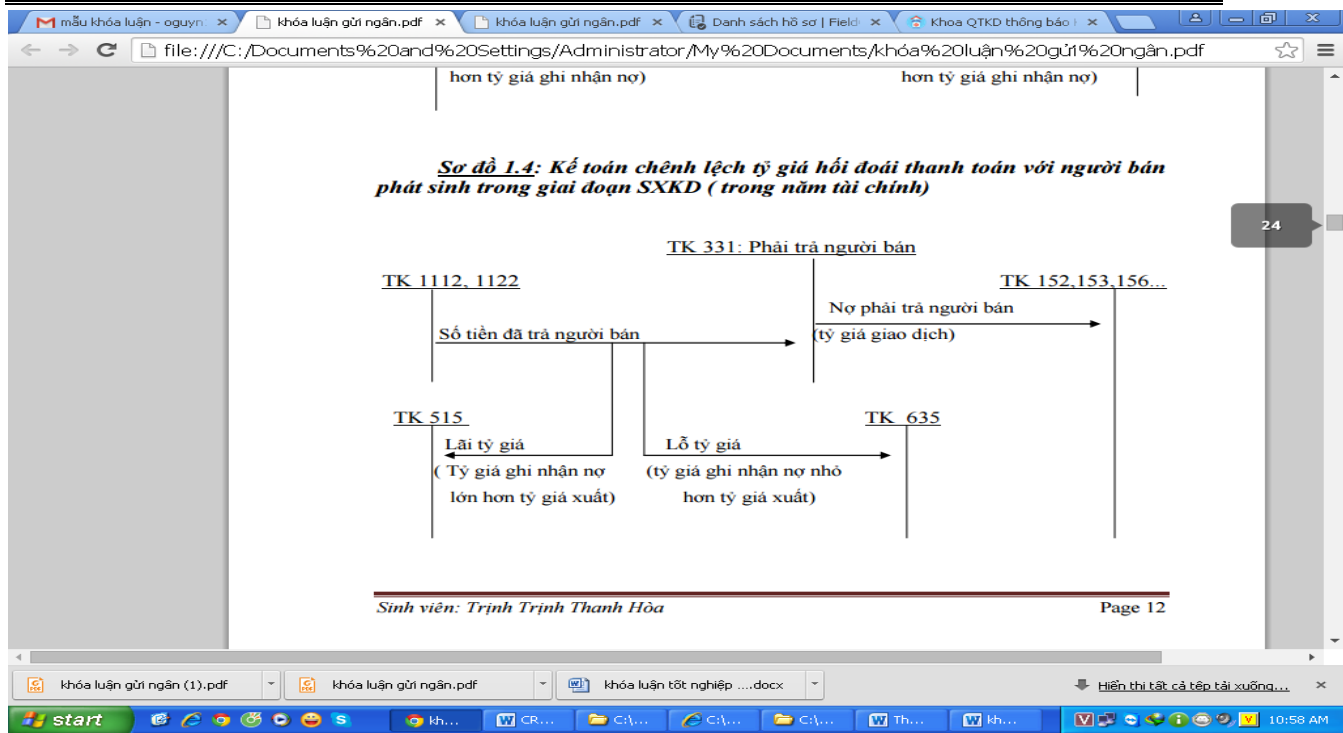 mẫu khóa luận - oguyn
khóa luận gửi ngân.pdf
khóa luận gửi ngân.pdf
Danh sách hồ sơ | Field
Khoa QTKD thông báo
file:///C:/Documents%20and%20Settings/Administrator/My%20Documents/khóa%20luận%20gửi%20ngân.pdf
hơn tỷ giá ghi nhận nợ)
hơn tỷ giá ghi nhận nợ)
Sơ đồ 1.4: Kế toán chênh lệch tỷ giá hối đoái thanh toán với người bán
phát sinh trong giai đoạn SXKD ( trong năm tài chính)
24
TK 331: Phải trả người bán
TK 1112, 1122
TK 152,153,156...
Nợ phải trả người bán
Số tiền đã trả người bán
(tỷ giá giao dịch)
TK 515
TK 635
Lãi tỷ giá
Lỗ tỷ giá
( Tỷ giá ghi nhận nợ
(tỷ giá ghi nhận nợ nhỏ
lớn hơn tỷ giá xuất)
hơn tỷ giá xuất)
Sinh viên: Trịnh Trịnh Thanh Hòa
Page 12
khóa luận gửi ngân (1).pdf
khóa luận gửi ngân.pdf
khóa luận tốt nghiệp ....docx
Hiển thị tất cả tệp tải xuống...
start
kh...
CR...
C:\...
C:\...
C:\...
Th...
kh...
10:58 AM